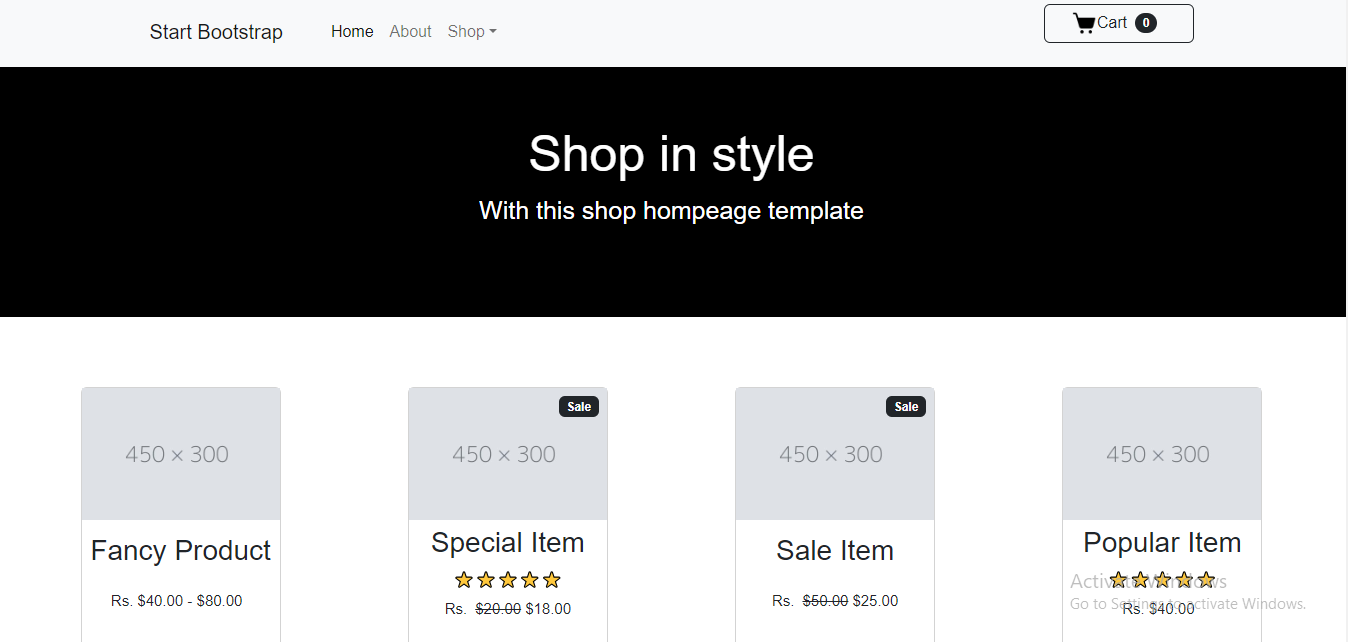 Start Bootstrap Home About Shop Cart 0
Shop in style
With this shop hompeage template
Sale Sale
450 × 300 450 × 300 450 × 300 450 × 300
Fancy Product Special Item Sale Item Popular Item
Activate Windows
Rs. $40.00 - $80.00 Rs. $20.00 $18.00 Rs. $50.00 $25.00 Rs. $40.00
Go to Settings to activate Windows.